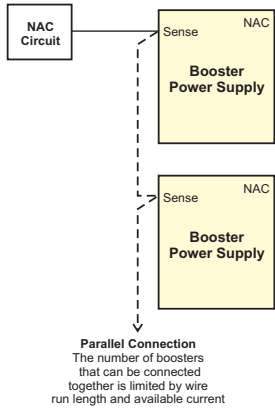 NAC
Circuit
NAC
Sense
Booster
Power Supply
NAC
Sense
Booster
Power Supply
Parallel Connection
The number of boosters
that can be connected
together is limited by wire
run length and available current